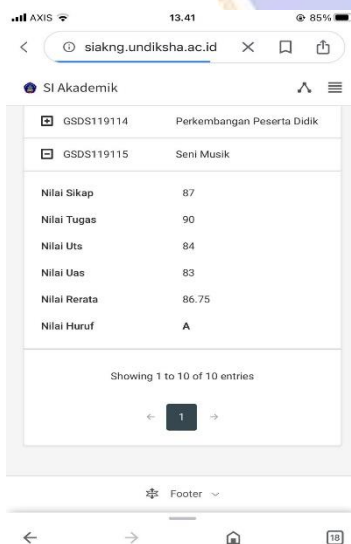 AXIS 13.41 85%
siakng.undiksha.ac.id
SI Akademik
GSDS119114 Perkembangan Peserta Didik
GSDS119115 Seni Musik
Nilai Sikap 87
Nilai Tugas 90
Nilai Uts 84
Nilai Uas 83
Nilai Rerata 86.75
Nilai Huruf A
Showing 1 to 10 of 10 entries
← 1 →
Footer
18